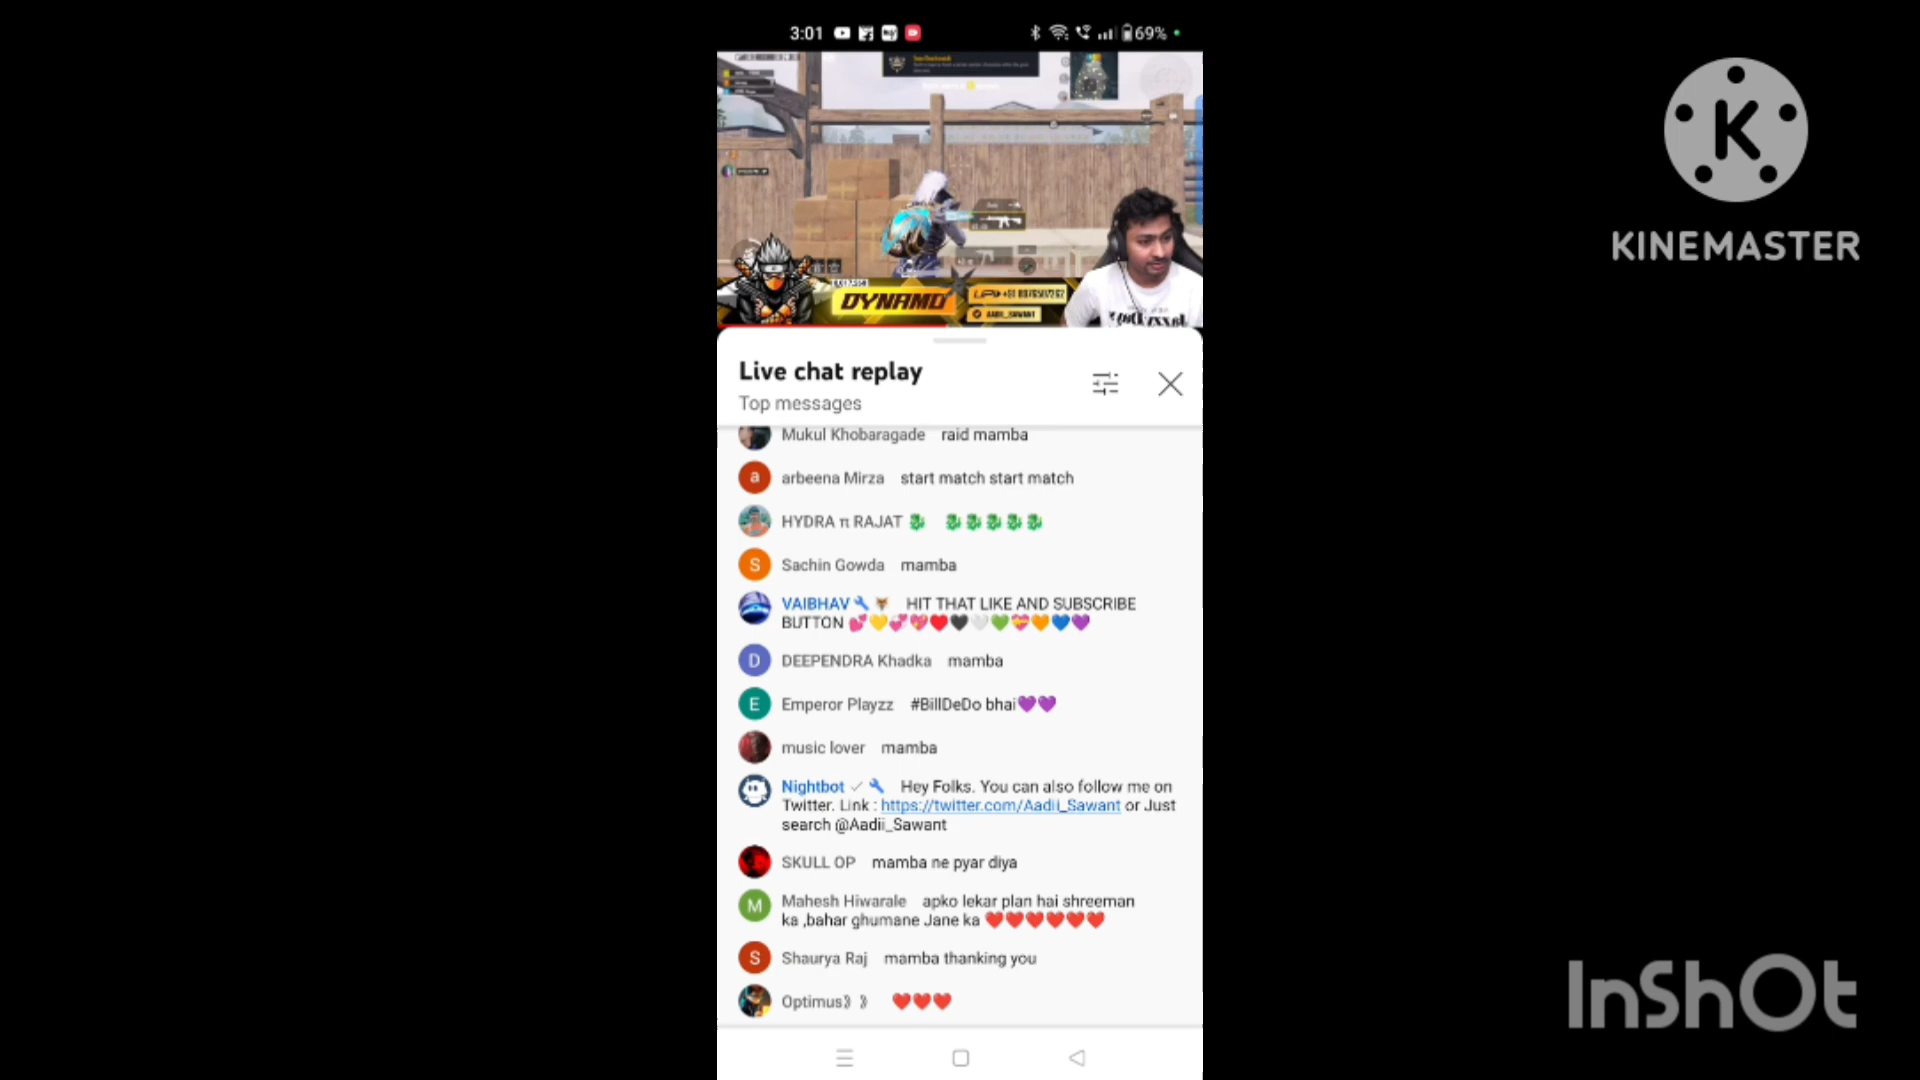 3:01
69%
DYNAMO
AADII_SAWANT
Live chat replay
Top messages
Mukul Khobaragade raid mamba
arbeena Mirza start match start match
HYDRA π RAJAT 🐉 🐉🐉🐉🐉🐉
Sachin Gowda mamba
VAIBHAV HIT THAT LIKE AND SUBSCRIBE
BUTTON 💕💛💞💖❤️🖤🤍💚💝🧡💙💜
DEEPENDRA Khadka mamba
Emperor Playzz #BillDeDo bhai💜💜
music lover mamba
Nightbot Hey Folks. You can also follow me on
Twitter. Link : https://twitter.com/Aadii_Sawant or Just
search @Aadii_Sawant
SKULL OP mamba ne pyar diya
Mahesh Hiwarale apko lekar plan hai shreeman
ka ,bahar ghumane Jane ka ❤️❤️❤️❤️❤️❤️
Shaurya Raj mamba thanking you
Optimus》》 ❤️❤️❤️
K
KINEMASTER
InShOt